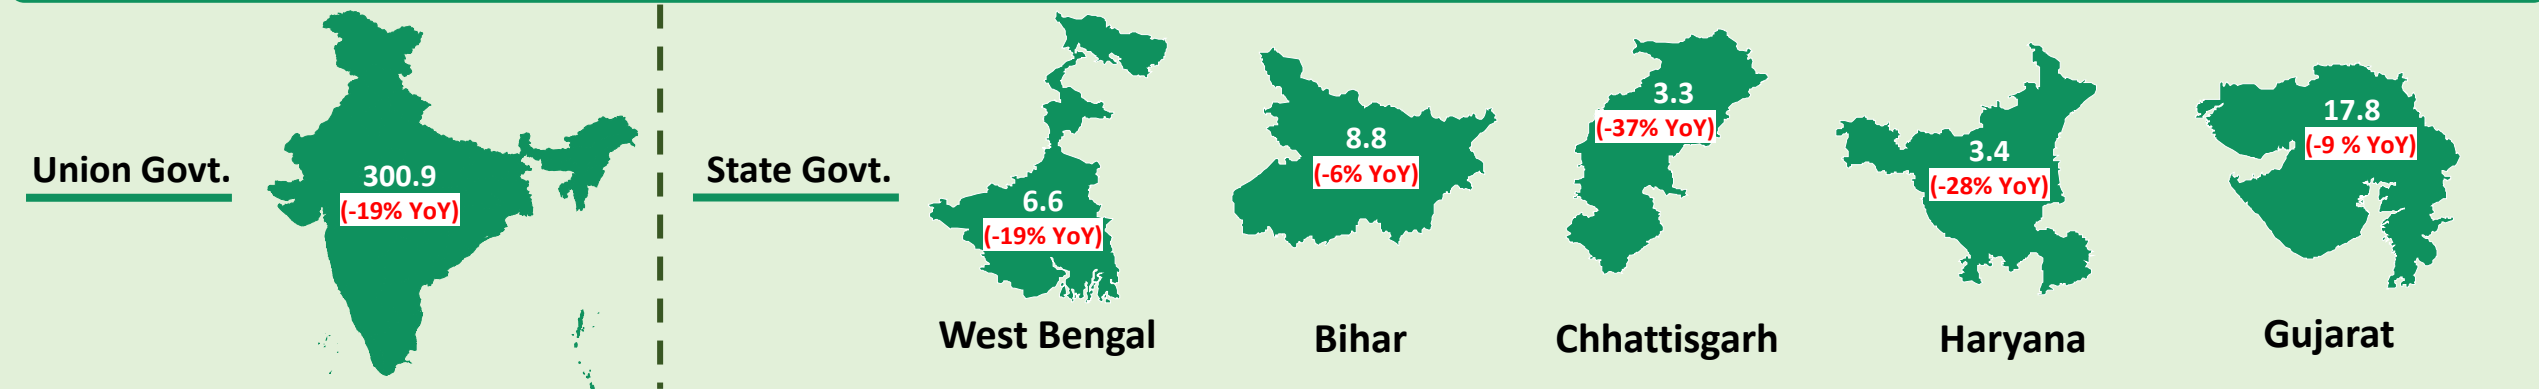 Union Govt.
300.9
(-19% YoY)
State Govt.
6.6
(-19% YoY)
West Bengal
8.8
(-6% YoY)
Bihar
3.3
(-37% YoY)
Chhattisgarh
3.4
(-28% YoY)
Haryana
17.8
(-9 % YoY)
Gujarat